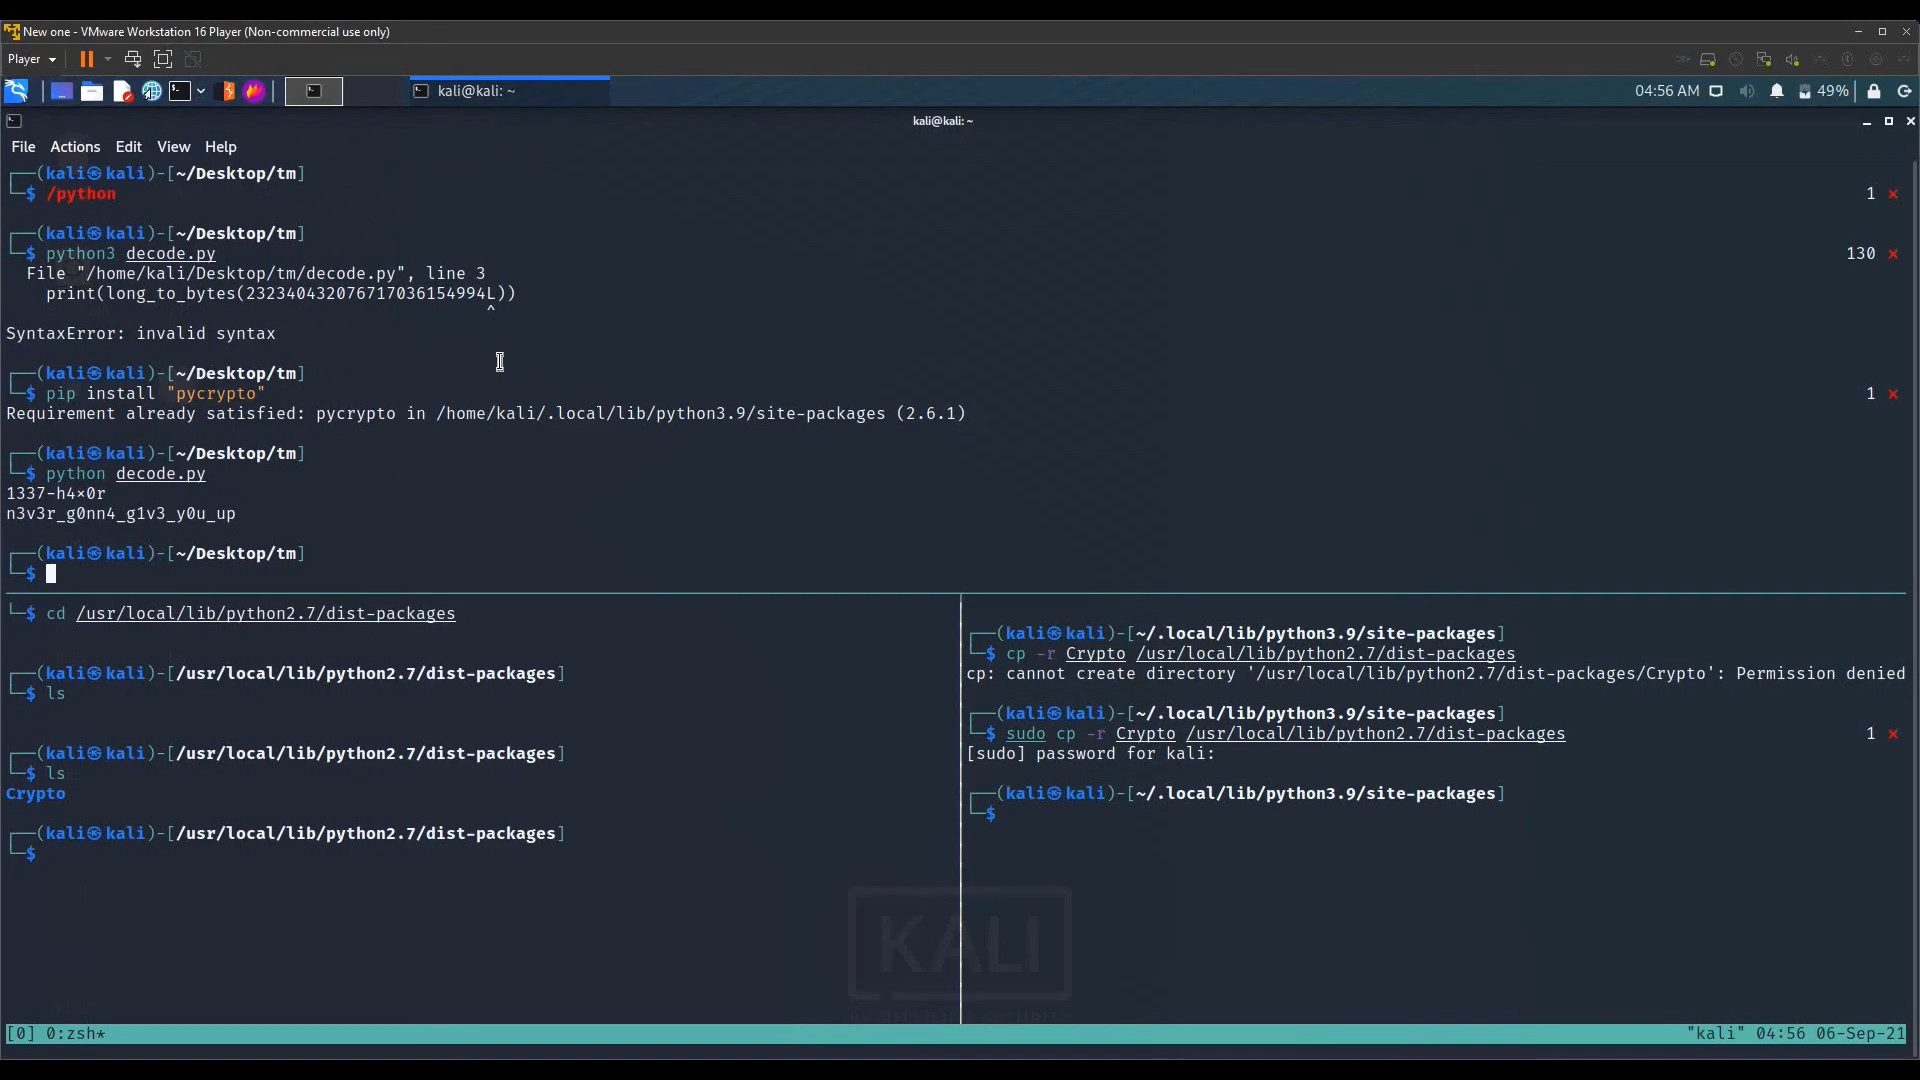 New one - VMware Workstation 16 Player (Non-commercial use only)
Player
kali@kali: ~
04:56 AM
49%
kali@kali: ~
File Actions Edit View Help
┌──(kali㉿kali)-[~/Desktop/tm]
└─$ /python 1 ⨯
┌──(kali㉿kali)-[~/Desktop/tm]
└─$ python3 decode.py 130 ⨯
File "/home/kali/Desktop/tm/decode.py", line 3
print(long_to_bytes(232340432076717036154994L))
^
SyntaxError: invalid syntax
┌──(kali㉿kali)-[~/Desktop/tm]
└─$ pip install "pycrypto" 1 ⨯
Requirement already satisfied: pycrypto in /home/kali/.local/lib/python3.9/site-packages (2.6.1)
┌──(kali㉿kali)-[~/Desktop/tm]
└─$ python decode.py
1337-h4×0r
n3v3r_g0nn4_g1v3_y0u_up
┌──(kali㉿kali)-[~/Desktop/tm]
└─$
└─$ cd /usr/local/lib/python2.7/dist-packages
┌──(kali㉿kali)-[/usr/local/lib/python2.7/dist-packages]
└─$ ls
┌──(kali㉿kali)-[/usr/local/lib/python2.7/dist-packages]
└─$ ls
Crypto
┌──(kali㉿kali)-[/usr/local/lib/python2.7/dist-packages]
└─$
┌──(kali㉿kali)-[~/.local/lib/python3.9/site-packages]
└─$ cp -r Crypto /usr/local/lib/python2.7/dist-packages
cp: cannot create directory '/usr/local/lib/python2.7/dist-packages/Crypto': Permission denied
┌──(kali㉿kali)-[~/.local/lib/python3.9/site-packages]
└─$ sudo cp -r Crypto /usr/local/lib/python2.7/dist-packages 1 ⨯
[sudo] password for kali:
┌──(kali㉿kali)-[~/.local/lib/python3.9/site-packages]
└─$
KALI
[0] 0:zsh*
"kali" 04:56 06-Sep-21